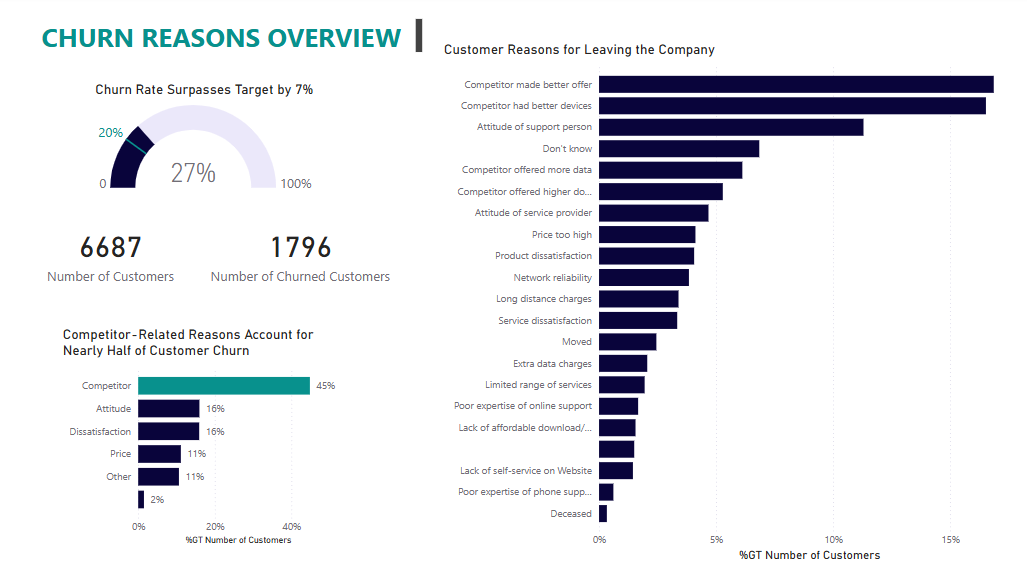 CHURN REASONS OVERVIEW
Churn Rate Surpasses Target by 7%
20%
27%
0
100%
6687
Number of Customers
1796
Number of Churned Customers
Competitor-Related Reasons Account for
Nearly Half of Customer Churn
Competitor
45%
Attitude
16%
Dissatisfaction
16%
Price
11%
Other
11%
2%
0%
20%
40%
%GT Number of Customers
Customer Reasons for Leaving the Company
Competitor made better offer
Competitor had better devices
Attitude of support person
Don't know
Competitor offered more data
Competitor offered higher do...
Attitude of service provider
Price too high
Product dissatisfaction
Network reliability
Long distance charges
Service dissatisfaction
Moved
Extra data charges
Limited range of services
Poor expertise of online support
Lack of affordable download/...
Lack of self-service on Website
Poor expertise of phone supp...
Deceased
0%
5%
10%
15%
%GT Number of Customers